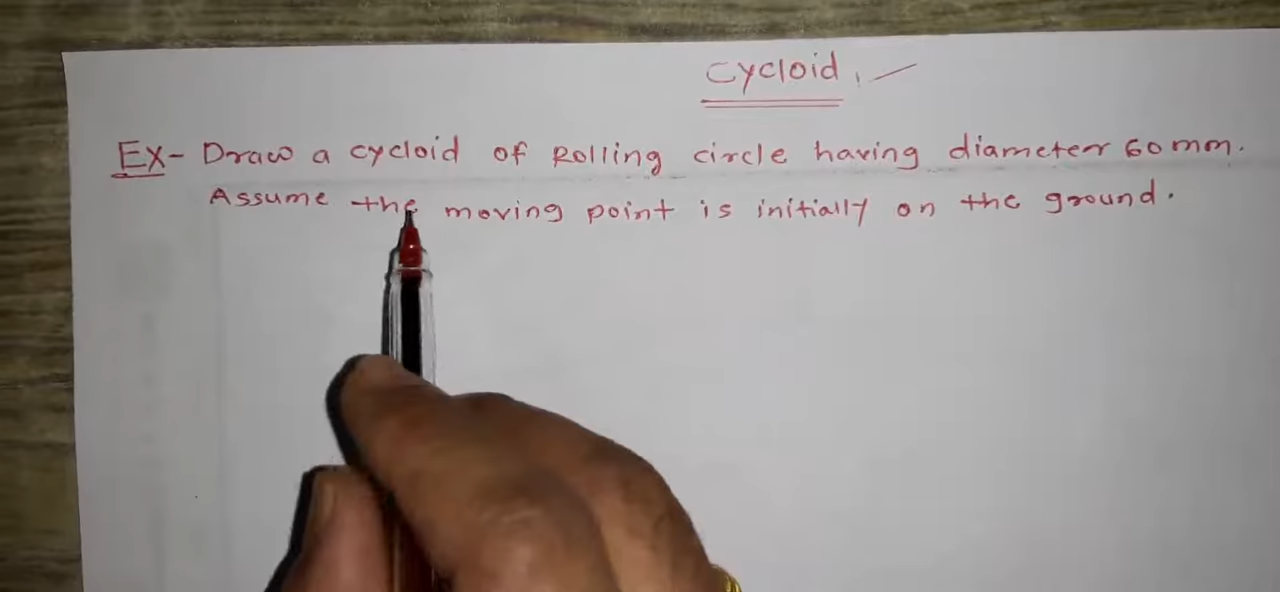 Cycloid.
Ex- Draw a cycloid of Rolling circle having diameter 60mm.
Assume the moving point is initially on the ground.